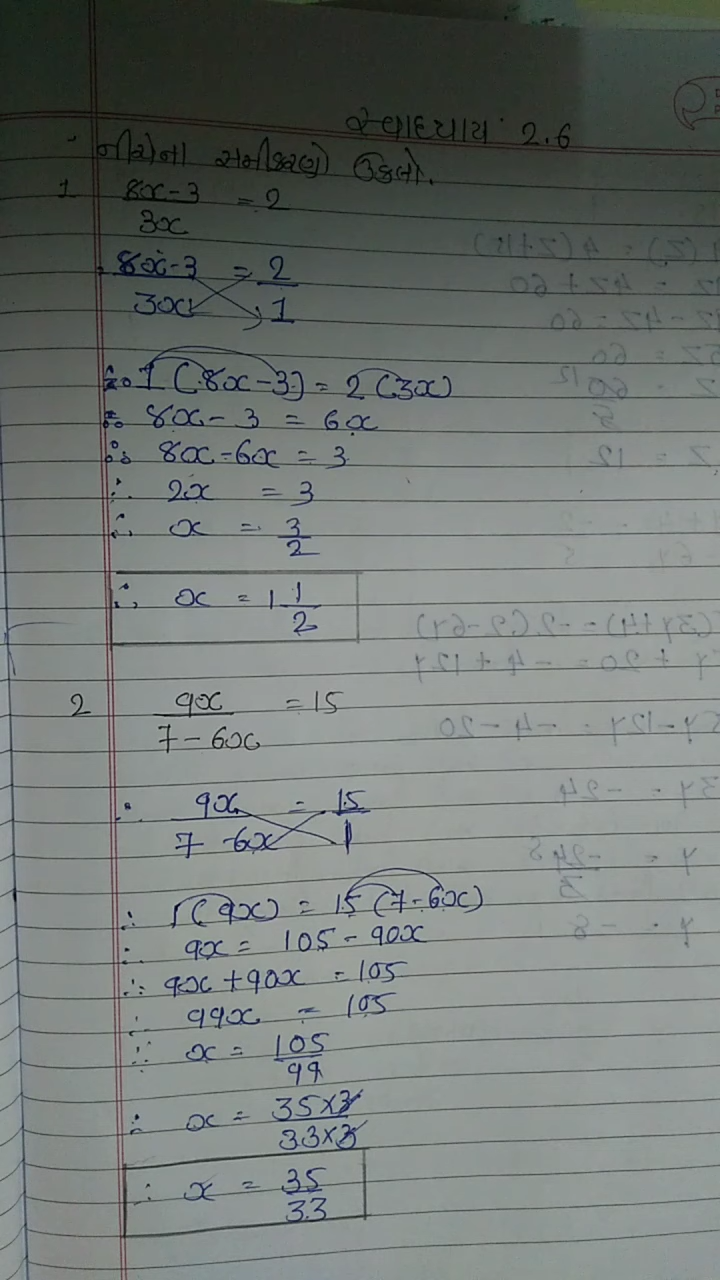 સ્વાધ્યાય 2.6
નીચેના સમીકરણો ઉકેલો.
1 8x-3 = 2
3x
8x-3 = 2
3x 1
∴ 1 (8x-3) = 2 (3x)
∴ 8x - 3 = 6x
∴ 8x-6x = 3
∴ 2x = 3
∴ x = 3
2
∴ x = 1 1
2
2 9x = 15
7-6x
∴ 9x = 15
7-6x 1
∴ 1(9x) = 15 (7-6x)
∴ 9x = 105 - 90x
∴ 9x + 90x = 105
∴ 99x = 105
∴ x = 105
99
∴ x = 35×3
33×3
∴ x = 35
33